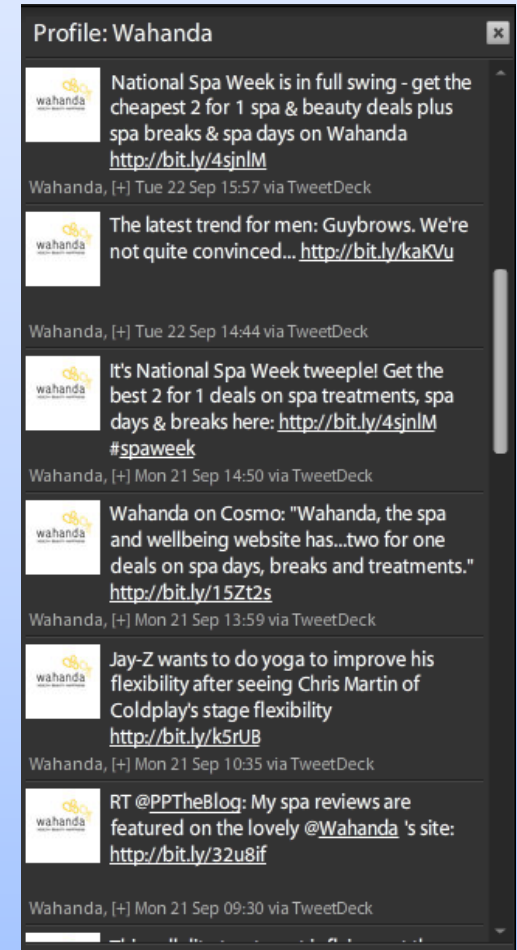 Profile: Wahanda
wahanda
National Spa Week is in full swing - get the
cheapest 2 for 1 spa & beauty deals plus
spa breaks & spa days on Wahanda
http://bit.ly/4sjnlM
Wahanda, [+] Tue 22 Sep 15:57 via TweetDeck
wahanda
The latest trend for men: Guybrows. We're
not quite convinced... http://bit.ly/kaKVu
Wahanda, [+] Tue 22 Sep 14:44 via TweetDeck
wahanda
It's National Spa Week tweeple! Get the
best 2 for 1 deals on spa treatments, spa
days & breaks here: http://bit.ly/4sjnlM
#spaweek
Wahanda, [+] Mon 21 Sep 14:50 via TweetDeck
wahanda
Wahanda on Cosmo: "Wahanda, the spa
and wellbeing website has...two for one
deals on spa days, breaks and treatments."
http://bit.ly/15Zt2s
Wahanda, [+] Mon 21 Sep 13:59 via TweetDeck
wahanda
Jay-Z wants to do yoga to improve his
flexibility after seeing Chris Martin of
Coldplay's stage flexibility
http://bit.ly/k5rUB
Wahanda, [+] Mon 21 Sep 10:35 via TweetDeck
wahanda
RT @PPTheBlog: My spa reviews are
featured on the lovely @Wahanda 's site:
http://bit.ly/32u8if
Wahanda, [+] Mon 21 Sep 09:30 via TweetDeck